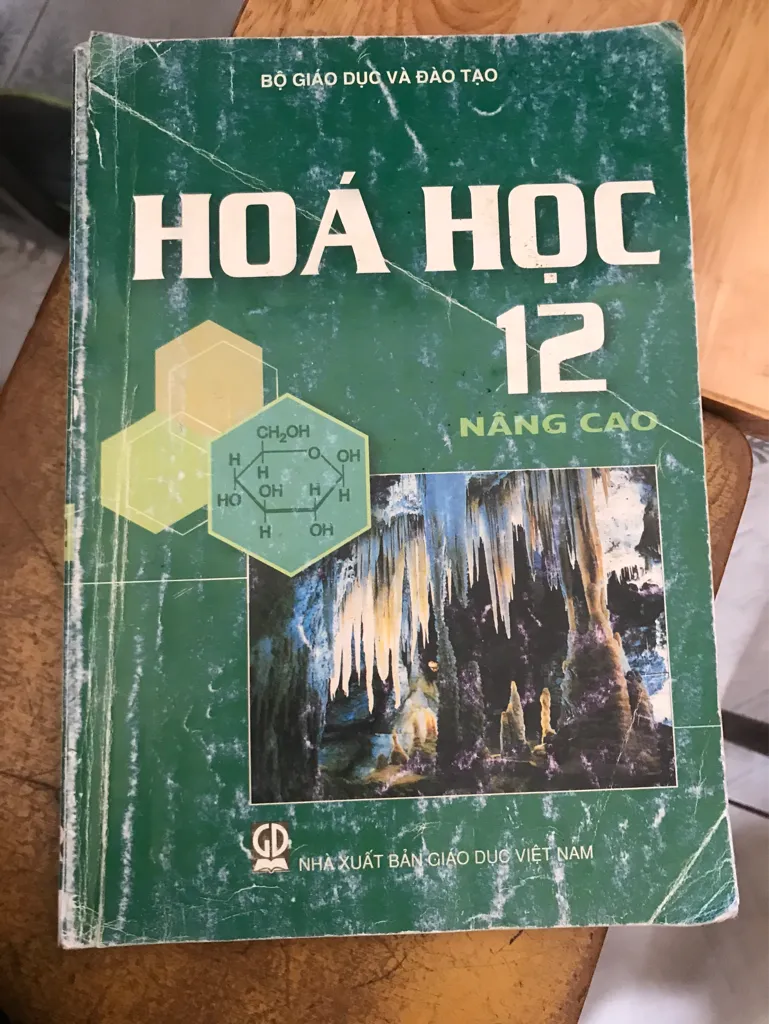 BỘ GIÁO DỤC VÀ ĐÀO TẠO
HOÁ HỌC
12
NÂNG CAO
CH₂OH
H
O
OH
H
HO
OH
H
H
H
OH
GD
NHÀ XUẤT BẢN GIÁO DỤC VIỆT NAM